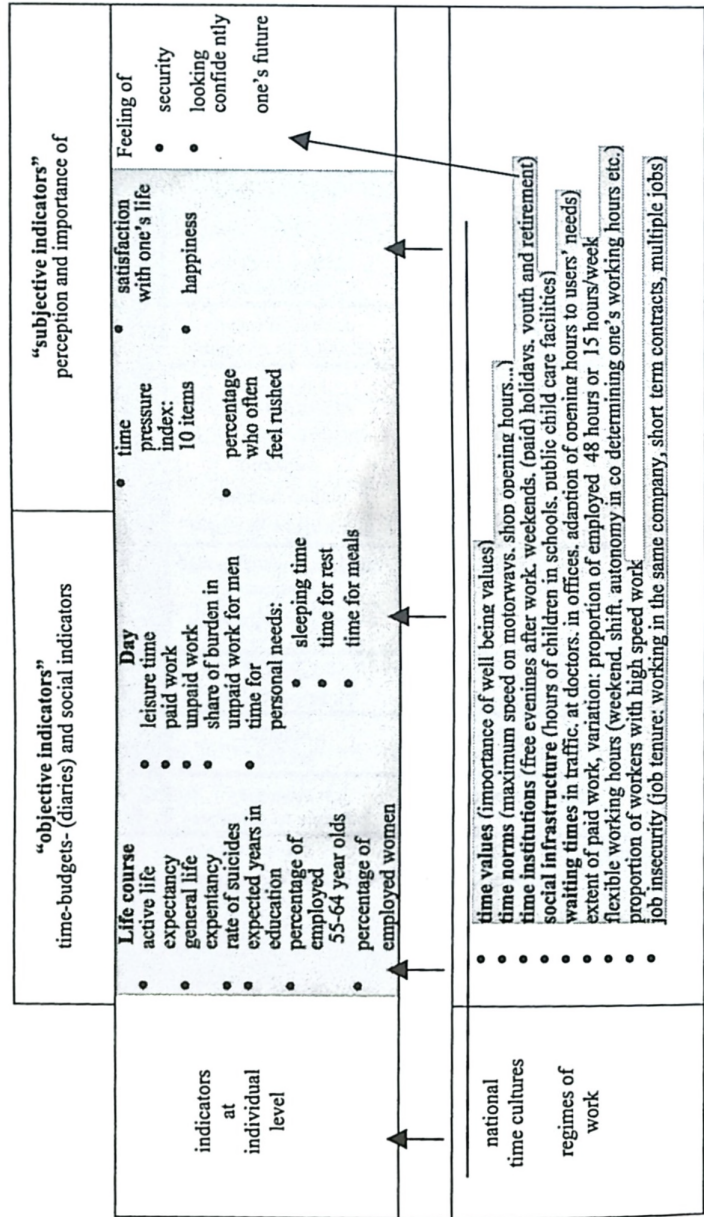 "objective indicators"
time-budgets- (diaries) and social indicators
"subjective indicators"
perception and importance of
indicators
at
individual
level
Life course
• active life
expectancy
• general life
expentancy
• rate of suicides
• expected years in
education
• percentage of
employed
55-64 year olds
• percentage of
employed women
Day
• leisure time
• paid work
• unpaid work
• share of burden in
unpaid work for men
• time for
personal needs:
• sleeping time
• time for rest
• time for meals
• time
pressure
index:
10 items
• percentage
who often
feel rushed
• satisfaction
with one's life
• happiness
Feeling of
• security
• looking
confide ntly
one's future
national
time cultures
regimes of
work
• time values (importance of well being values)
• time norms (maximum speed on motorways, shop opening hours...)
• time institutions (free evenings after work, weekends, (paid) holidays, youth and retirement)
• social infrastructure (hours of children in schools, public child care facilities)
• waiting times in traffic, at doctors, in offices, adaption of opening hours to users' needs)
• extent of paid work, variation: proportion of employed 48 hours or 15 hours/week
• flexible working hours (weekend, shift, autonomy in co determining one's working hours etc.)
• proportion of workers with high speed work
• job insecurity (job tenure: working in the same company, short term contracts, multiple jobs)